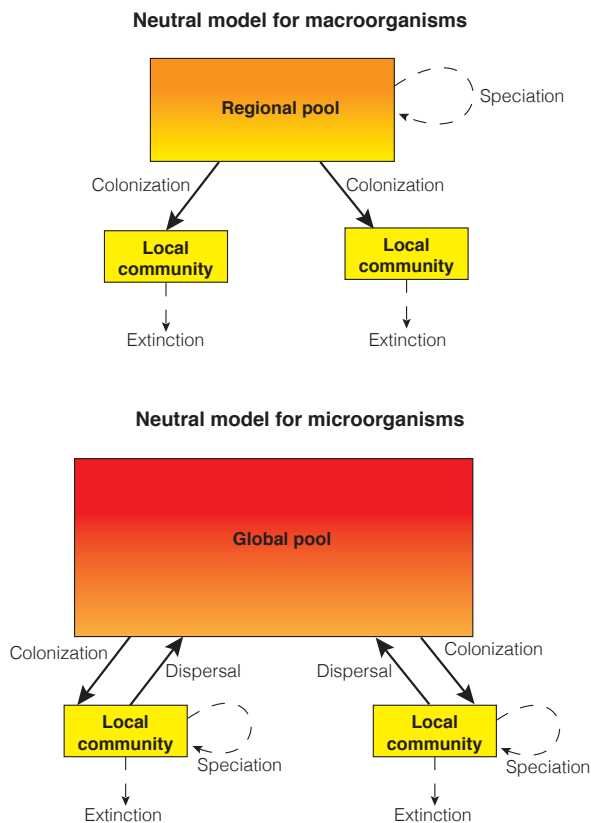 Neutral model for macroorganisms
Regional pool
Speciation
Colonization
Colonization
Local
community
Local
community
Extinction
Extinction
Neutral model for microorganisms
Global pool
Colonization
Dispersal
Dispersal
Colonization
Local
community
Speciation
Local
community
Speciation
Extinction
Extinction